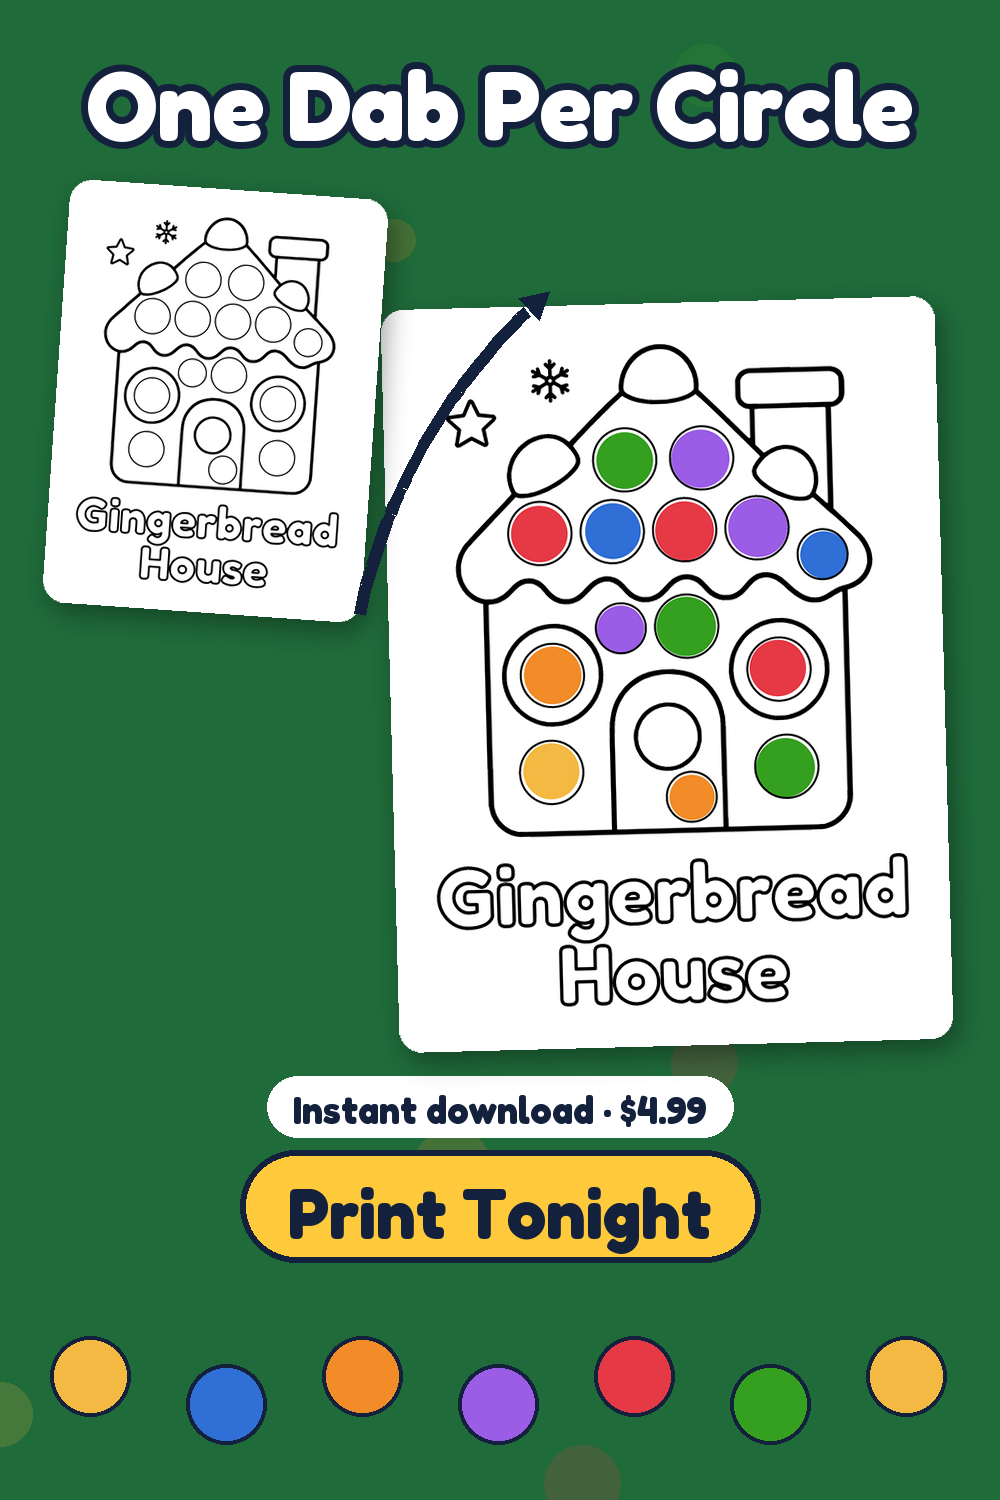 One Dab Per Circle
Gingerbread
House
Gingerbread
House
Instant download · $4.99
Print Tonight